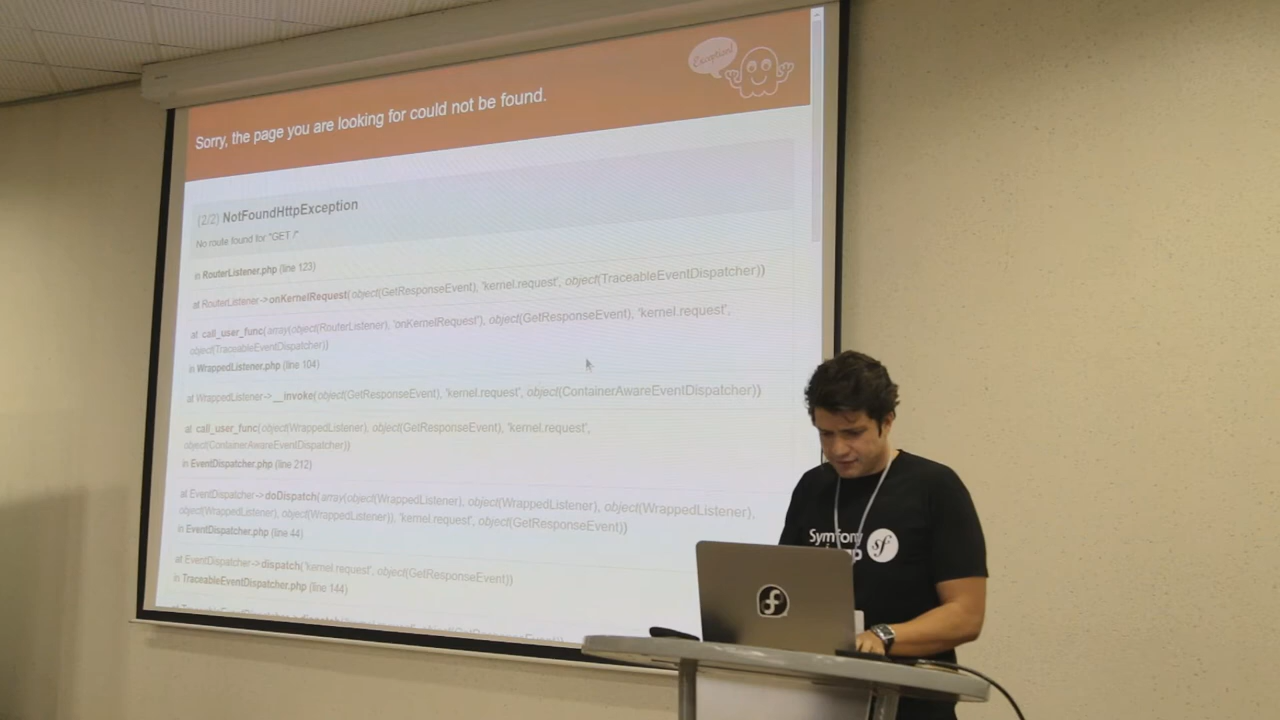 Exception!
Sorry, the page you are looking for could not be found.
(2/2) NotFoundHttpException
No route found for "GET /"
in RouterListener.php (line 123)
at RouterListener->onKernelRequest(object(GetResponseEvent), 'kernel.request', object(TraceableEventDispatcher))
at call_user_func(array(object(RouterListener), 'onKernelRequest'), object(GetResponseEvent), 'kernel.request',
object(TraceableEventDispatcher))
in WrappedListener.php (line 104)
at WrappedListener->__invoke(object(GetResponseEvent), 'kernel.request', object(ContainerAwareEventDispatcher))
at call_user_func(object(WrappedListener), object(GetResponseEvent), 'kernel.request',
object(ContainerAwareEventDispatcher))
in EventDispatcher.php (line 212)
at EventDispatcher->doDispatch(array(object(WrappedListener), object(WrappedListener), object(WrappedListener),
object(WrappedListener), object(WrappedListener)), 'kernel.request', object(GetResponseEvent))
in EventDispatcher.php (line 44)
at EventDispatcher->dispatch('kernel.request', object(GetResponseEvent))
in TraceableEventDispatcher.php (line 144)
Symfony
sf